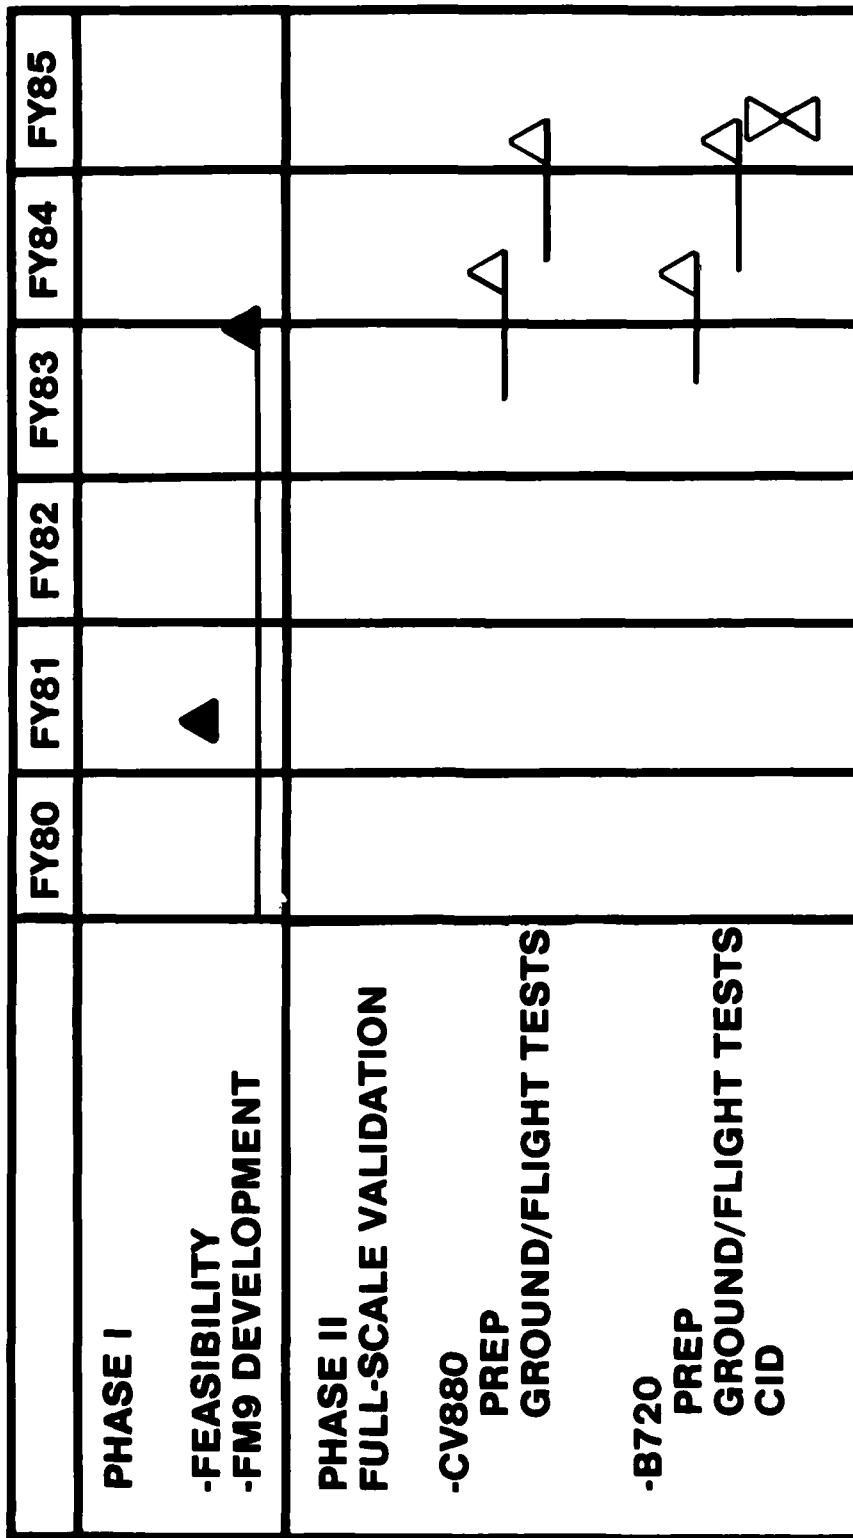 FY80 FY81 FY82 FY83 FY84 FY85
PHASE I
-FEASIBILITY
-FM9 DEVELOPMENT
PHASE II
FULL-SCALE VALIDATION
-CV880
PREP
GROUND/FLIGHT TESTS
-B720
PREP
GROUND/FLIGHT TESTS
CID